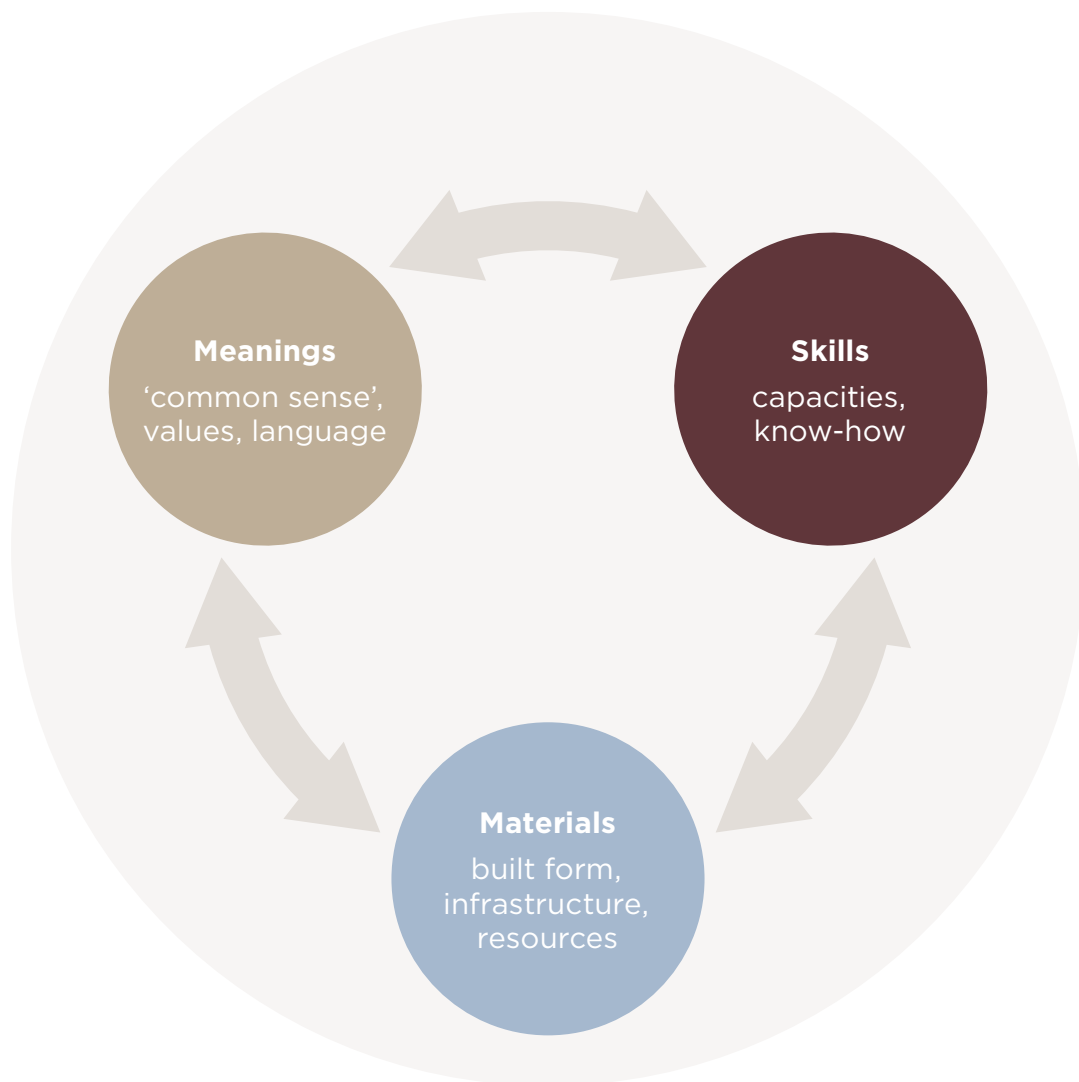 Meanings
‘common sense’,
values, language
Skills
capacities,
know-how
Materials
built form,
infrastructure,
resources